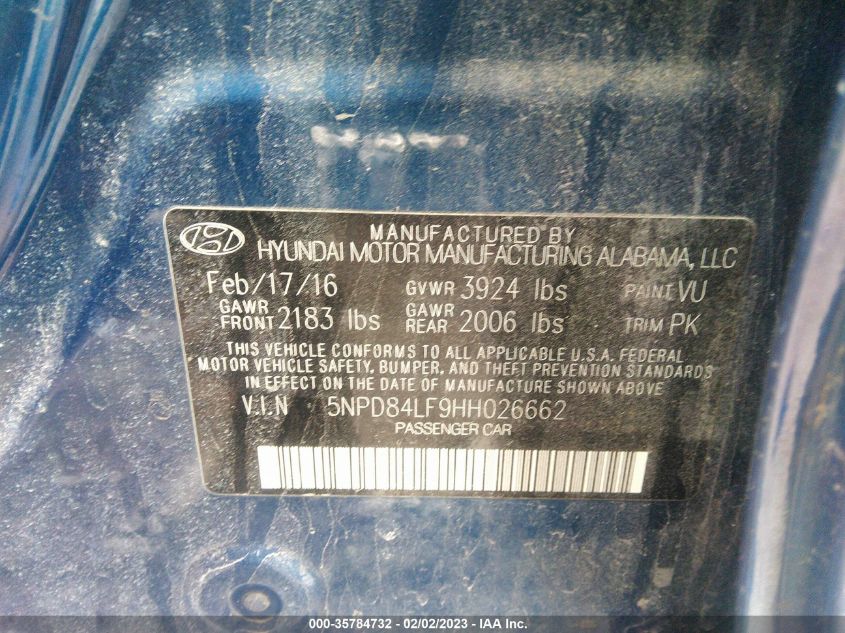 MANUFACTURED BY
HYUNDAI MOTOR MANUFACTURING ALABAMA, LLC
Feb/17/16 GVWR 3924 lbs PAINT VU
GAWR FRONT 2183 lbs GAWR REAR 2006 lbs TRIM PK
THIS VEHICLE CONFORMS TO ALL APPLICABLE U.S.A. FEDERAL
MOTOR VEHICLE SAFETY, BUMPER, AND THEFT PREVENTION STANDARDS
IN EFFECT ON THE DATE OF MANUFACTURE SHOWN ABOVE
V.I.N 5NPD84LF9HH026662
PASSENGER CAR
000-35784732 - 02/02/2023 - IAA Inc.